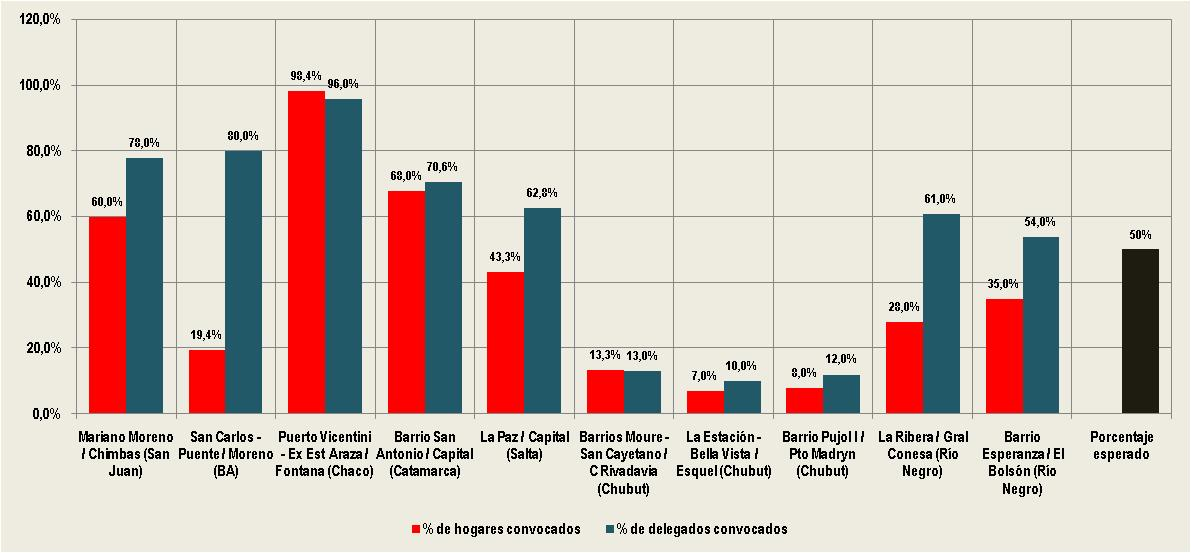 120,0%
100,0%
80,0%
60,0%
40,0%
20,0%
0,0%
60,0%
78,0%
19,4%
80,0%
98,4%
96,0%
68,0%
70,6%
43,3%
62,8%
13,3%
13,0%
7,0%
10,0%
8,0%
12,0%
28,0%
61,0%
35,0%
54,0%
50%
Mariano Moreno
/ Chimbas (San
Juan)
San Carlos -
Puente / Moreno
(BA)
Puerto Vicentini
- Ex Est Araza /
Fontana (Chaco)
Barrio San
Antonio / Capital
(Catamarca)
La Paz / Capital
(Salta)
Barrios Moure -
San Cayetano /
C Rivadavia
(Chubut)
La Estación -
Bella Vista /
Esquel (Chubut)
Barrio Pujol I /
Pto Madryn
(Chubut)
La Ribera / Gral
Conesa (Río
Negro)
Barrio
Esperanza / El
Bolsón (Río
Negro)
Porcentaje
esperado
% de hogares convocados
% de delegados convocados